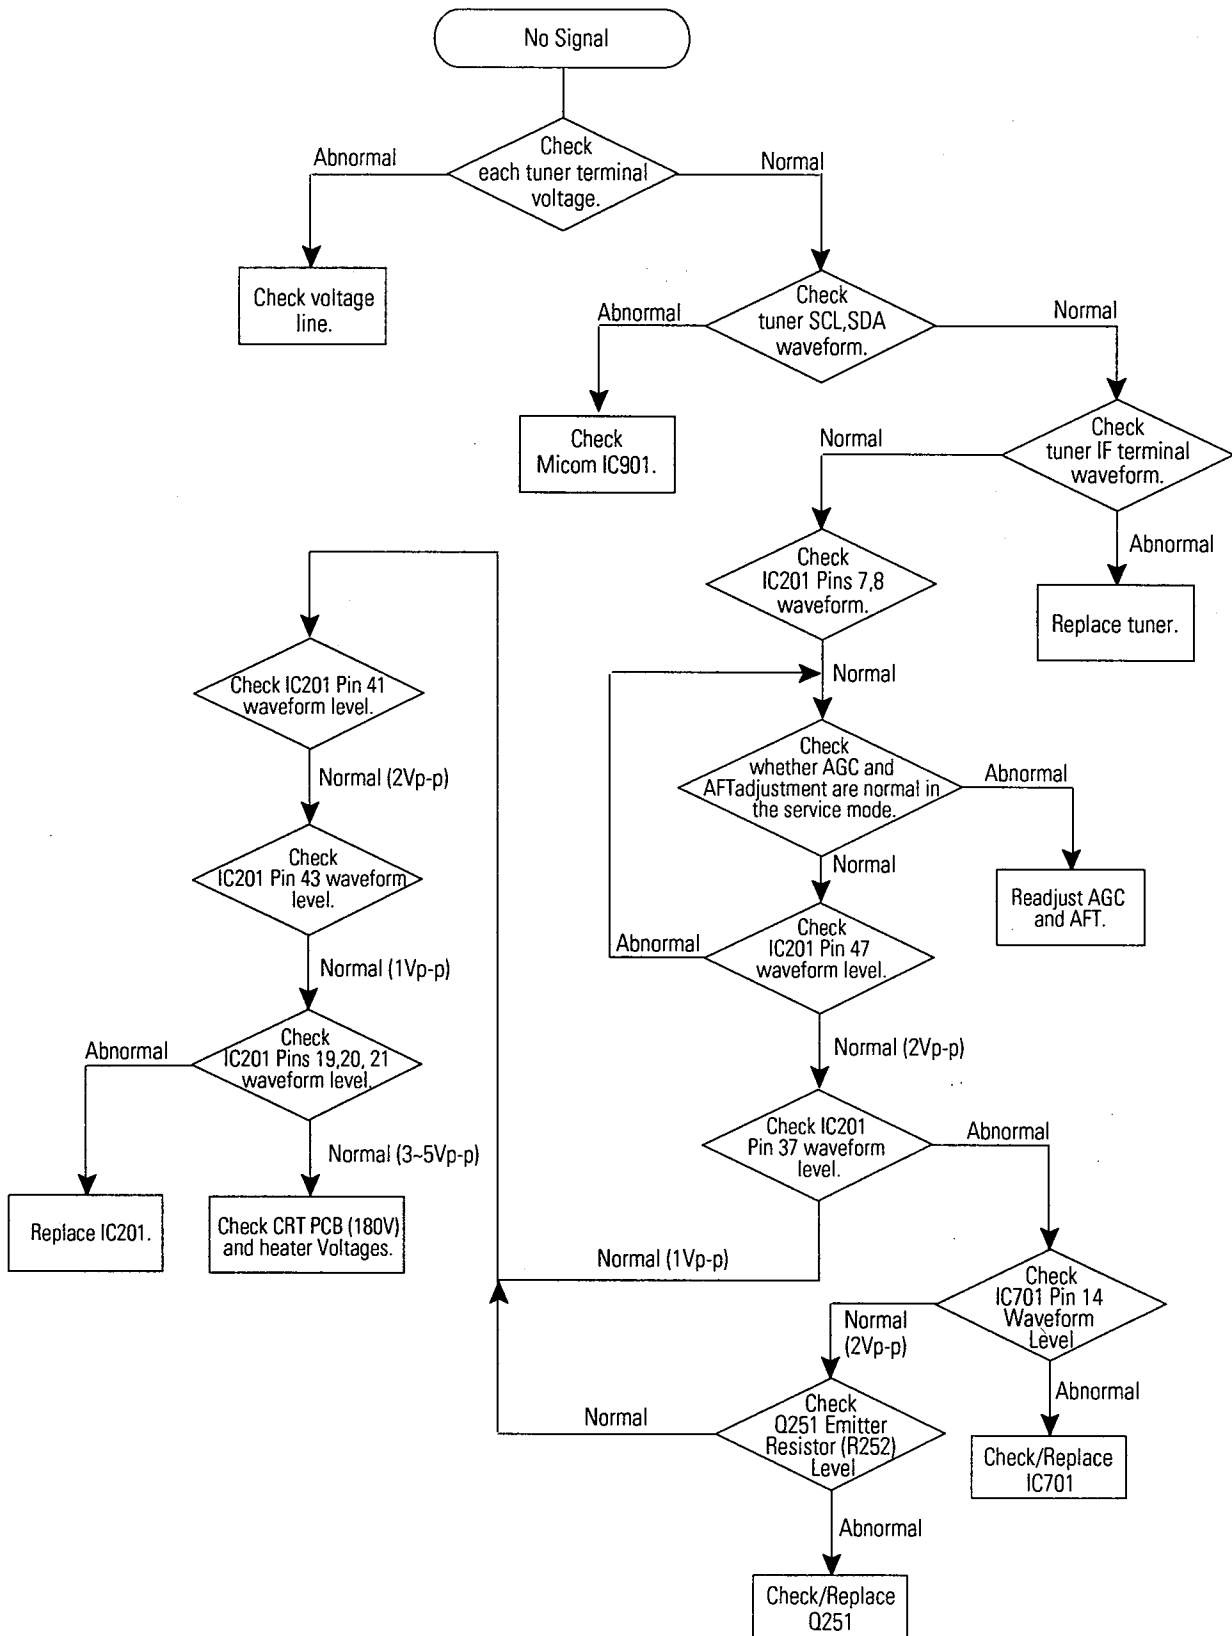 No Signal
Check
each tuner terminal
voltage.
Abnormal
Normal
Check voltage
line.
Check
tuner SCL,SDA
waveform.
Abnormal
Normal
Check
Micom IC901.
Check
tuner IF terminal
waveform.
Normal
Abnormal
Replace tuner.
Check
IC201 Pins 7,8
waveform.
Normal
Check
whether AGC and
AFTadjustment are normal in
the service mode.
Abnormal
Readjust AGC
and AFT.
Normal
Check
IC201 Pin 47
waveform level.
Abnormal
Normal (2Vp-p)
Check IC201
Pin 37 waveform
level.
Abnormal
Normal (1Vp-p)
Check
IC701 Pin 14
Waveform
Level
Normal
(2Vp-p)
Abnormal
Check/Replace
IC701
Check
Q251 Emitter
Resistor (R252)
Level
Normal
Abnormal
Check/Replace
Q251
Check IC201 Pin 41
waveform level.
Normal (2Vp-p)
Check
IC201 Pin 43 waveform
level.
Normal (1Vp-p)
Check
IC201 Pins 19,20, 21
waveform level.
Abnormal
Normal (3~5Vp-p)
Replace IC201.
Check CRT PCB (180V)
and heater Voltages.